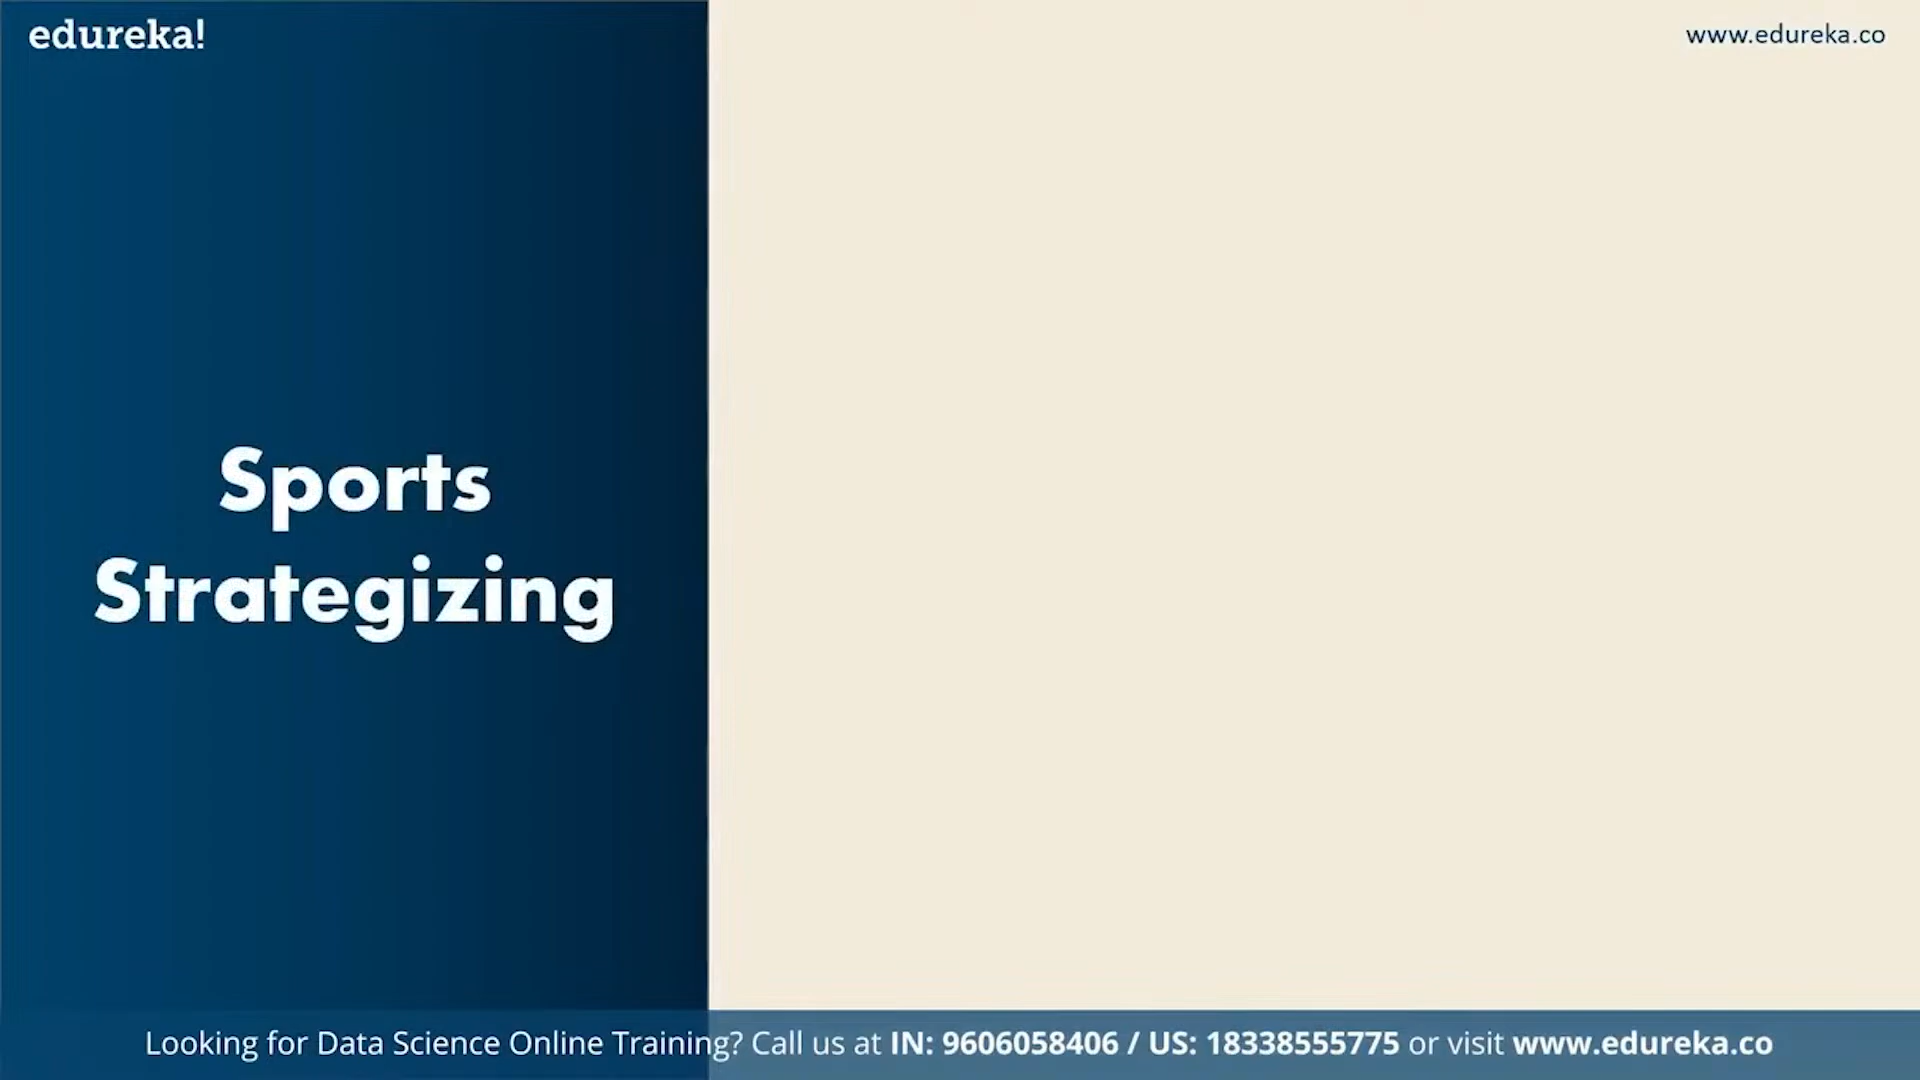 edureka!
www.edureka.co
Sports
Strategizing
Looking for Data Science Online Training? Call us at IN: 9606058406 / US: 18338555775 or visit www.edureka.co